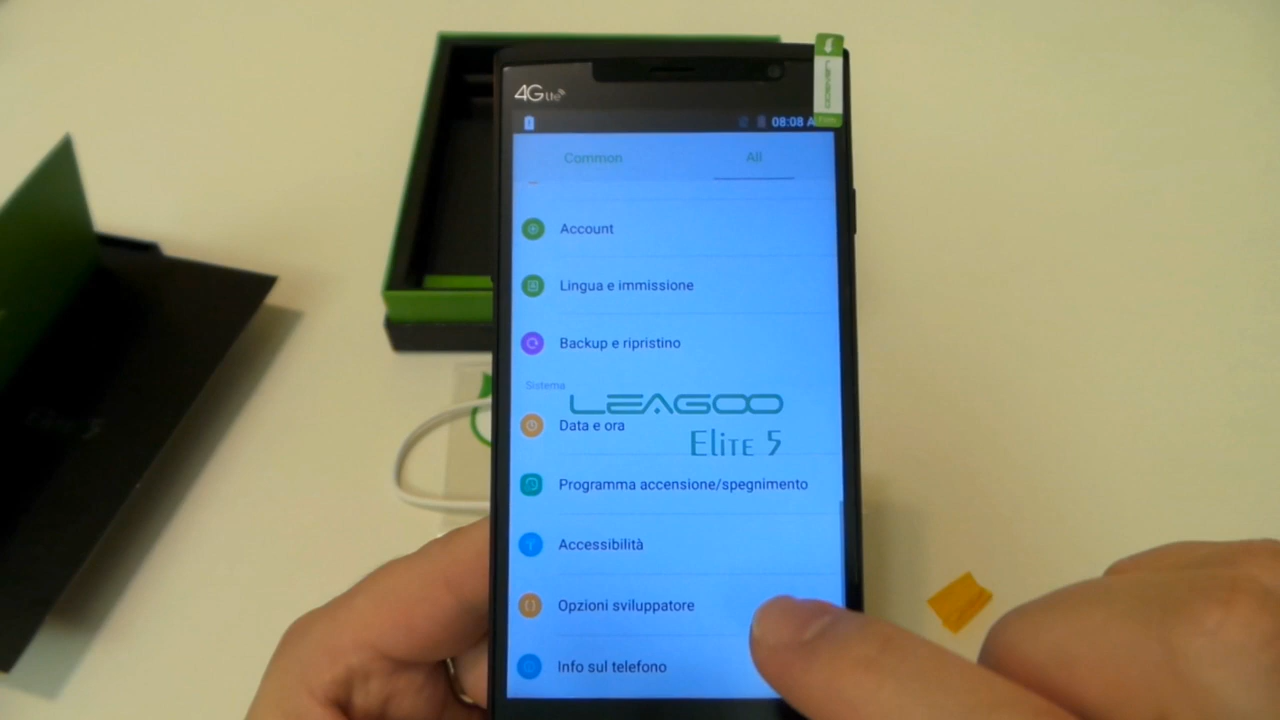 4G LTE
08:08 A
LEAGOO
Common
All
Account
Lingua e immissione
Backup e ripristino
Sistema
LEAGOO
Data e ora
Elite 5
Programma accensione/spegnimento
Accessibilità
Opzioni sviluppatore
Info sul telefono